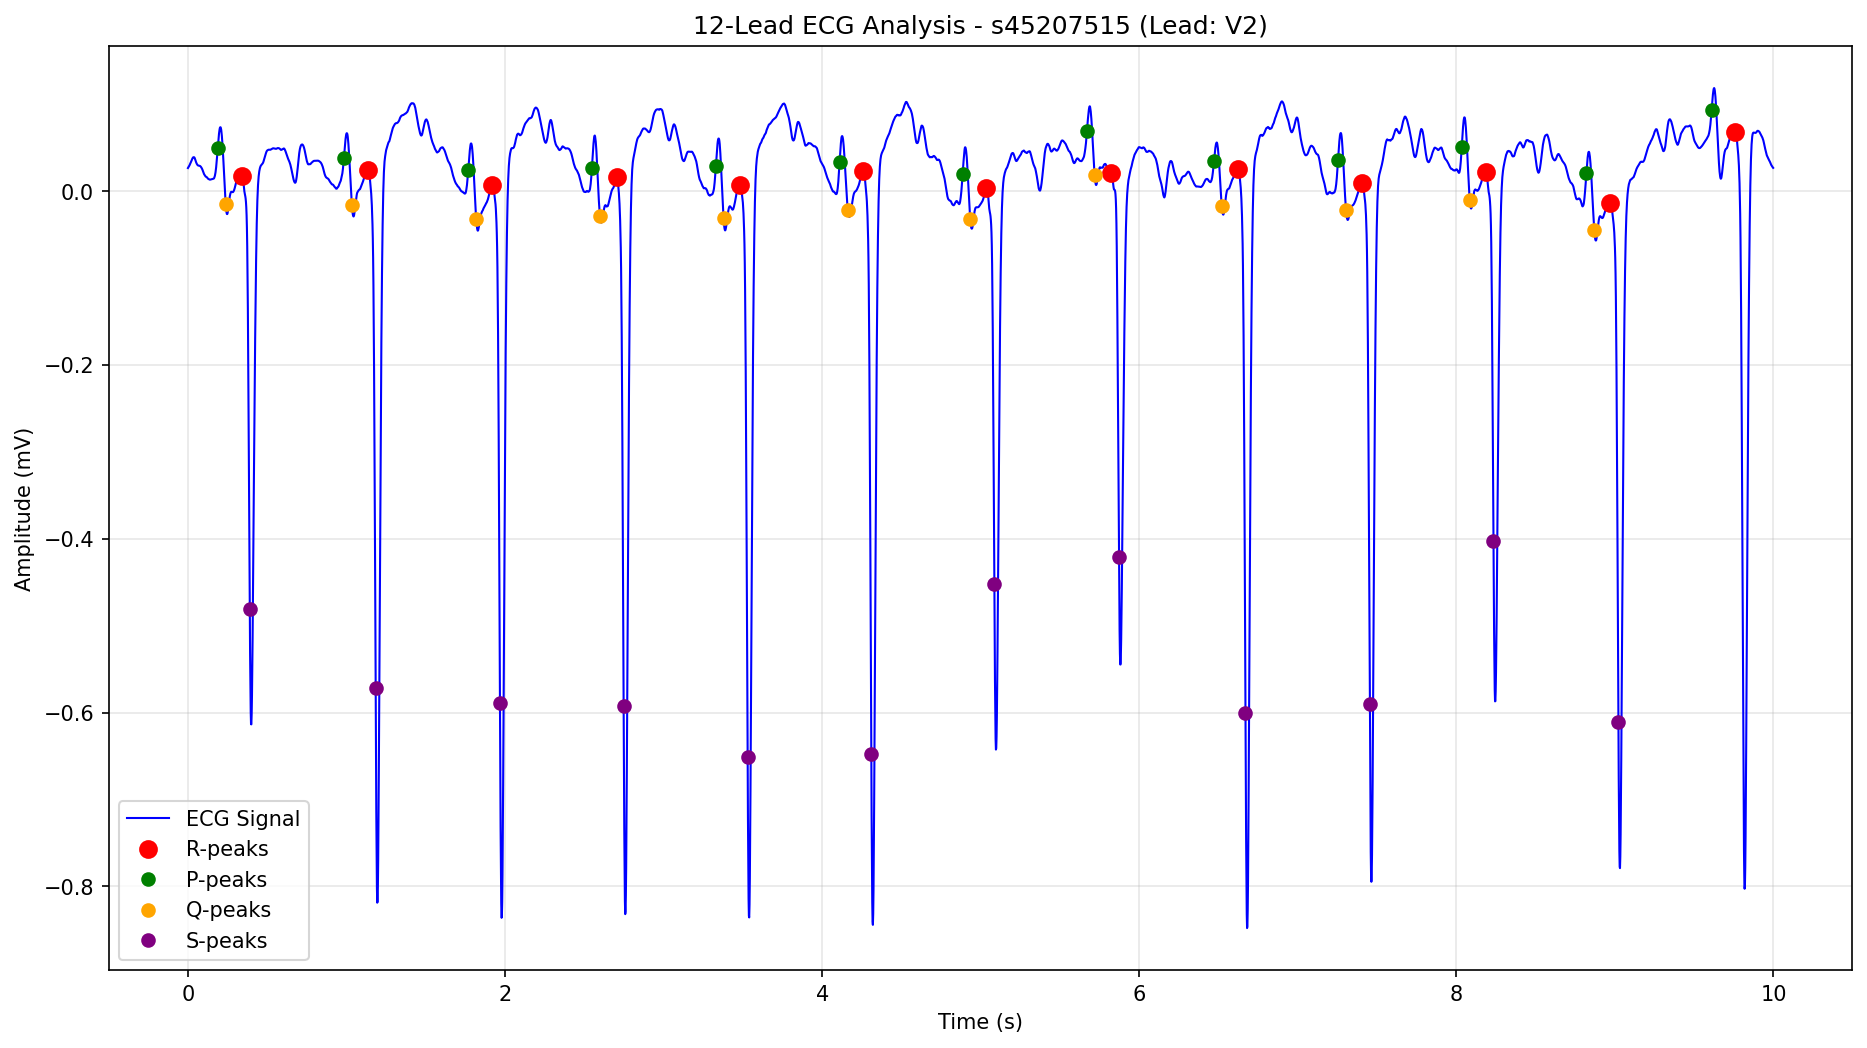 12-Lead ECG Analysis - s45207515 (Lead: V2)
Amplitude (mV)
0.0
−0.2
−0.4
−0.6
−0.8
ECG Signal
R-peaks
P-peaks
Q-peaks
S-peaks
0 2 4 6 8 10
Time (s)